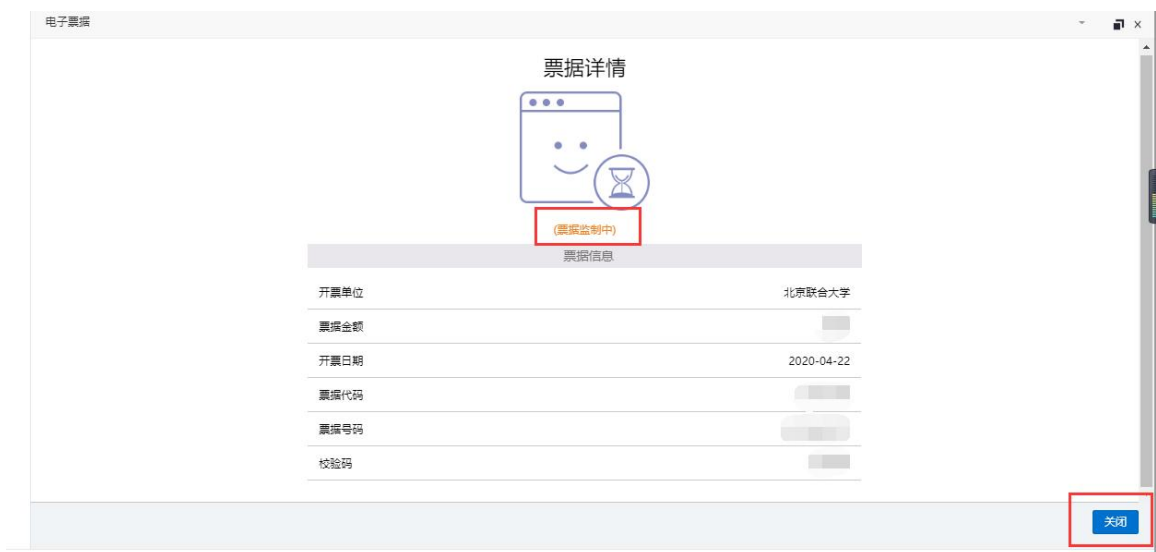 电子票据
票据详情
(票据监制中)
票据信息
开票单位 北京联合大学
票据金额
开票日期 2020-04-22
票据代码
票据号码
校验码
关闭